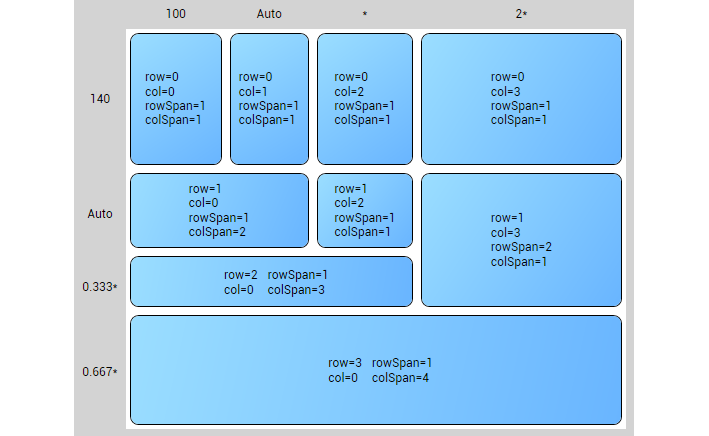 100 Auto * 2*
140
row=0
col=0
rowSpan=1
colSpan=1
row=0
col=1
rowSpan=1
colSpan=1
row=0
col=2
rowSpan=1
colSpan=1
row=0
col=3
rowSpan=1
colSpan=1
Auto
row=1
col=0
rowSpan=1
colSpan=2
row=1
col=2
rowSpan=1
colSpan=1
row=1
col=3
rowSpan=2
colSpan=1
0.333*
row=2 rowSpan=1
col=0 colSpan=3
0.667*
row=3 rowSpan=1
col=0 colSpan=4